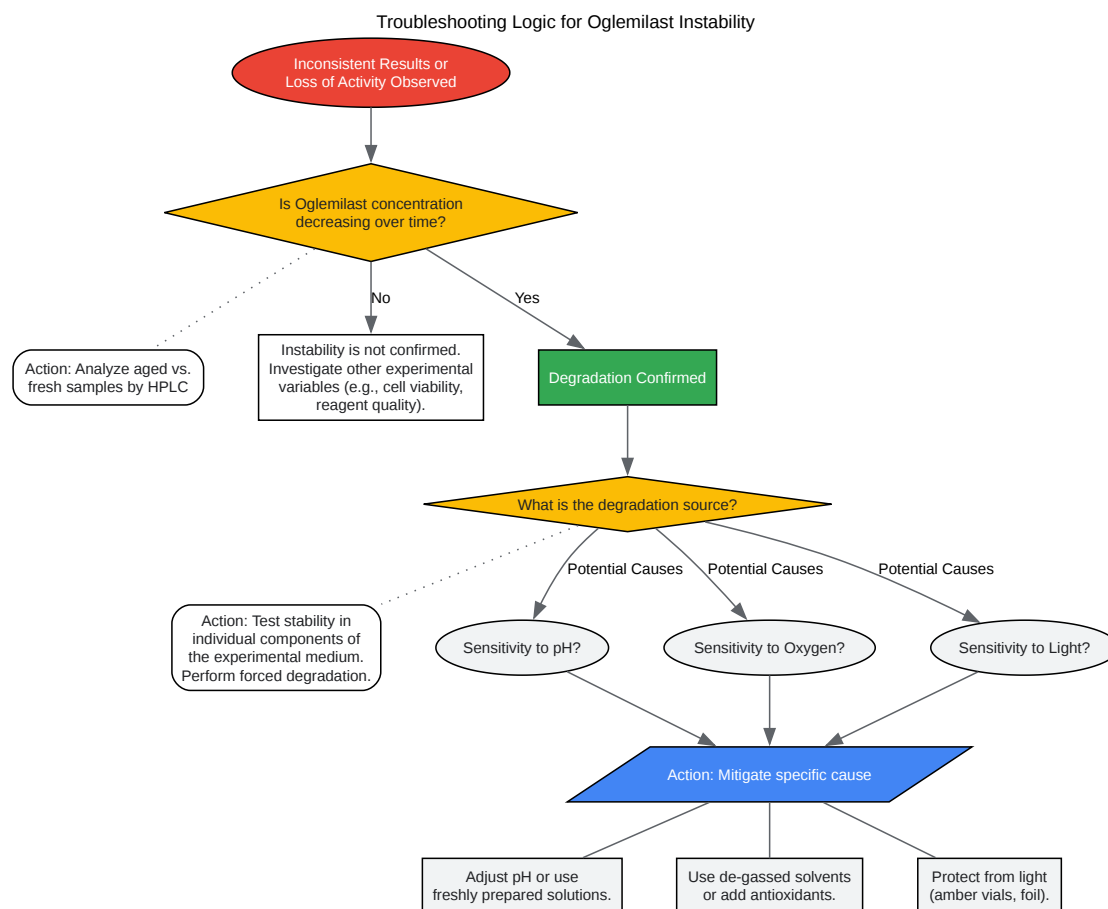 Troubleshooting Logic for Oglemilast Instability
Inconsistent Results or
Loss of Activity Observed
Is Oglemilast concentration
decreasing over time?
No
Yes
Action: Analyze aged vs.
fresh samples by HPLC
Instability is not confirmed.
Investigate other experimental
variables (e.g., cell viability,
reagent quality).
Degradation Confirmed
What is the degradation source?
Potential Causes
Potential Causes
Potential Causes
Action: Test stability in
individual components of
the experimental medium.
Perform forced degradation.
Sensitivity to pH?
Sensitivity to Oxygen?
Sensitivity to Light?
Action: Mitigate specific cause
Adjust pH or use
freshly prepared solutions.
Use de-gassed solvents
or add antioxidants.
Protect from light
(amber vials, foil).